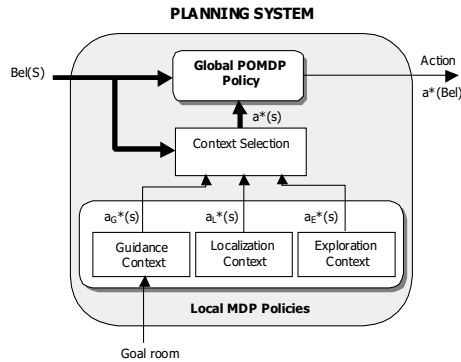 PLANNING SYSTEM
Bel(S)
Global POMDP
Policy
Action
a*(Bel)
a*(s)
Context Selection
aG*(s)
aL*(s)
aE*(s)
Guidance
Context
Localization
Context
Exploration
Context
Local MDP Policies
Goal room